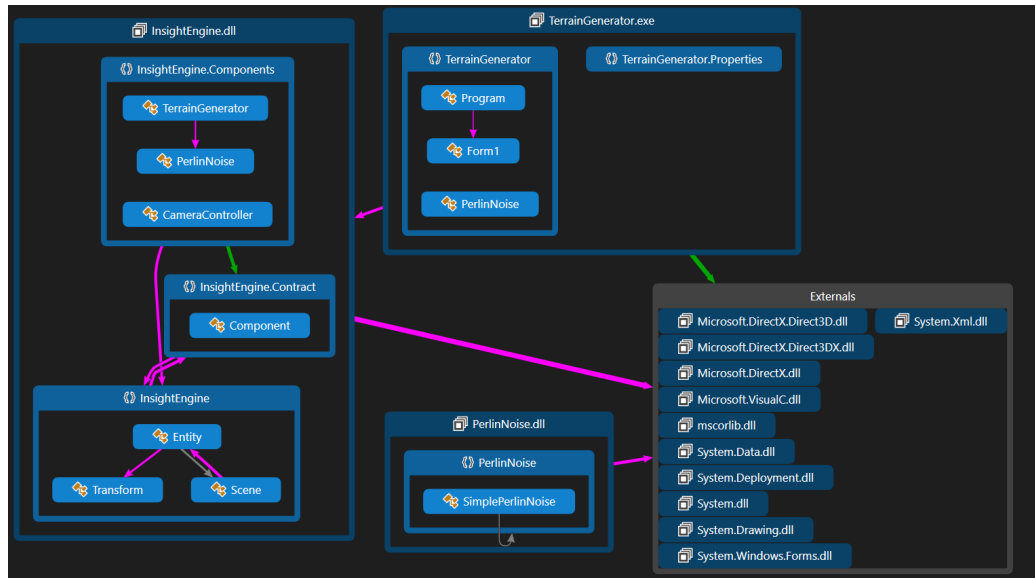 InsightEngine.dll
InsightEngine.Components
TerrainGenerator
PerlinNoise
CameraController
InsightEngine.Contract
Component
InsightEngine
Entity
Transform
Scene
TerrainGenerator.exe
TerrainGenerator
Program
Form1
PerlinNoise
TerrainGenerator.Properties
PerlinNoise.dll
PerlinNoise
SimplePerlinNoise
Externals
Microsoft.DirectX.Direct3D.dll
System.Xml.dll
Microsoft.DirectX.Direct3DX.dll
Microsoft.DirectX.dll
Microsoft.VisualC.dll
mscorlib.dll
System.Data.dll
System.Deployment.dll
System.dll
System.Drawing.dll
System.Windows.Forms.dll